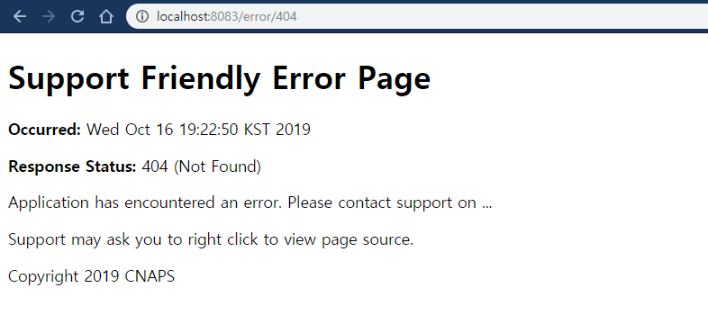 localhost:8083/error/404
Support Friendly Error Page
Occurred: Wed Oct 16 19:22:50 KST 2019
Response Status: 404 (Not Found)
Application has encountered an error. Please contact support on ...
Support may ask you to right click to view page source.
Copyright 2019 CNAPS